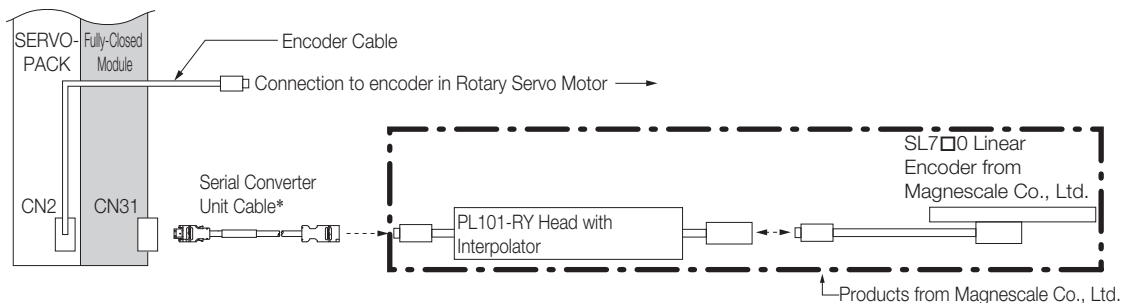 SERVO-
PACK
Fully-Closed
Module
Encoder Cable
Connection to encoder in Rotary Servo Motor
SL7□0 Linear
Encoder from
Magnescale Co., Ltd.
CN2
CN31
Serial Converter
Unit Cable*
PL101-RY Head with
Interpolator
Products from Magnescale Co., Ltd.